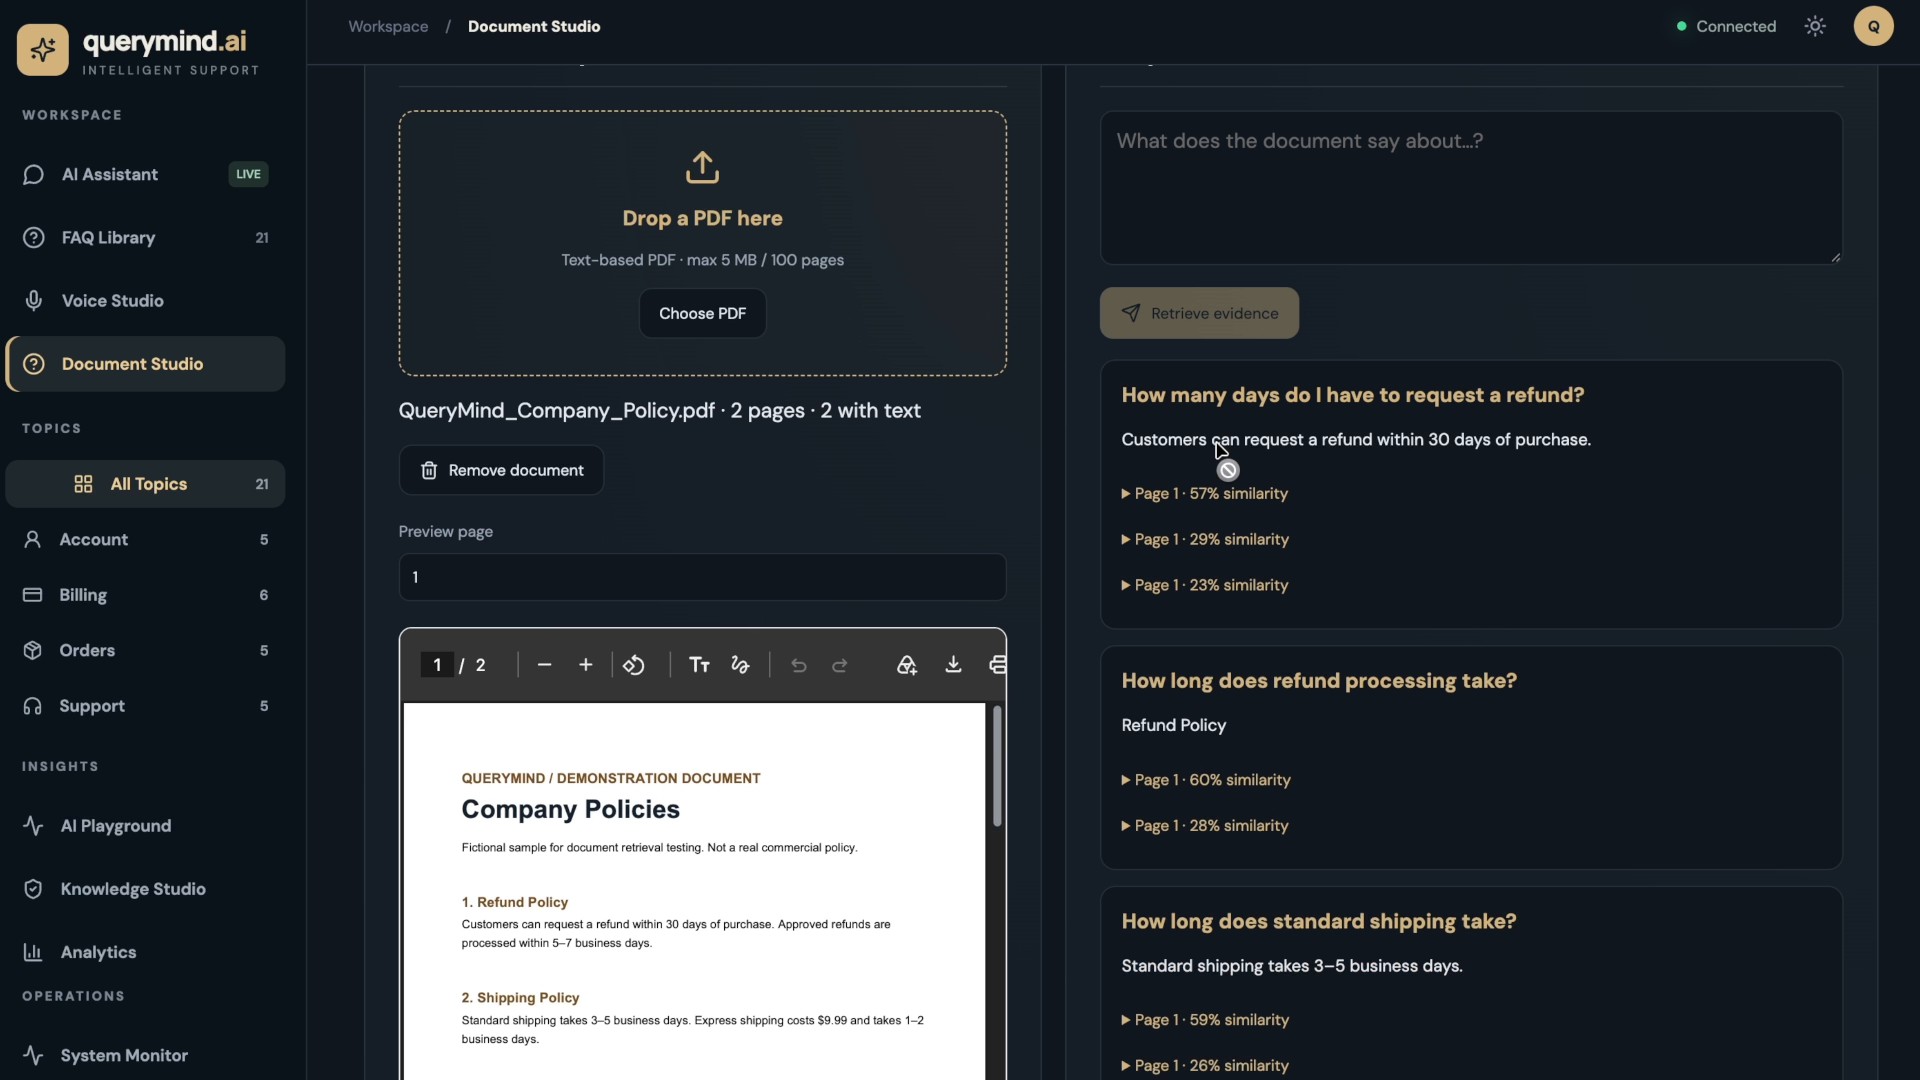 querymind.ai
INTELLIGENT SUPPORT
WORKSPACE
AI Assistant
LIVE
FAQ Library
21
Voice Studio
Document Studio
TOPICS
All Topics
21
Account
5
Billing
6
Orders
5
Support
5
INSIGHTS
AI Playground
Knowledge Studio
Analytics
OPERATIONS
System Monitor
Workspace / Document Studio
Connected
Q
Drop a PDF here
Text-based PDF · max 5 MB / 100 pages
Choose PDF
QueryMind_Company_Policy.pdf · 2 pages · 2 with text
Remove document
Preview page
1
1 / 2
QUERYMIND / DEMONSTRATION DOCUMENT
Company Policies
Fictional sample for document retrieval testing. Not a real commercial policy.
1. Refund Policy
Customers can request a refund within 30 days of purchase. Approved refunds are
processed within 5–7 business days.
2. Shipping Policy
Standard shipping takes 3–5 business days. Express shipping costs $9.99 and takes 1–2
business days.
What does the document say about...?
Retrieve evidence
How many days do I have to request a refund?
Customers can request a refund within 30 days of purchase.
Page 1 · 57% similarity
Page 1 · 29% similarity
Page 1 · 23% similarity
How long does refund processing take?
Refund Policy
Page 1 · 60% similarity
Page 1 · 28% similarity
How long does standard shipping take?
Standard shipping takes 3–5 business days.
Page 1 · 59% similarity
Page 1 · 26% similarity